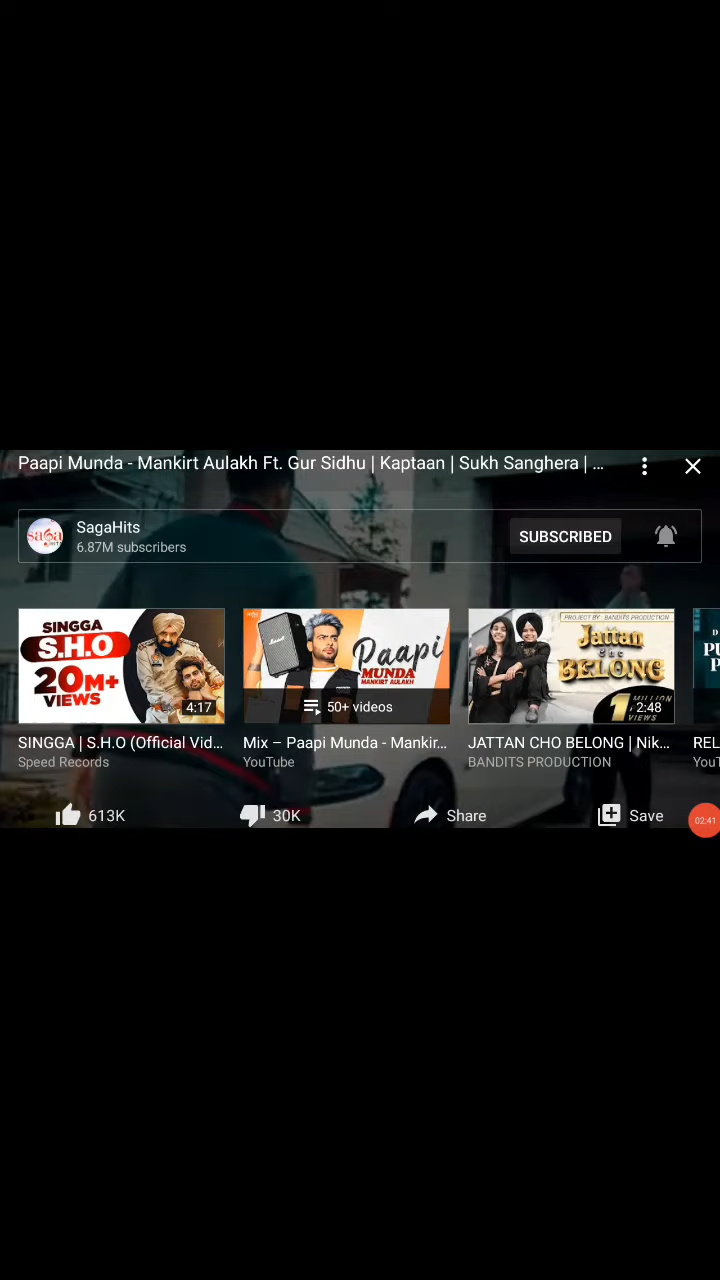 Paapi Munda - Mankirt Aulakh Ft. Gur Sidhu | Kaptaan | Sukh Sanghera | ...
saga
SagaHits
6.87M subscribers
SUBSCRIBED
SINGGA
S.H.O
20M+
VIEWS
4:17
Paapi
MUNDA
MANKIRT AULAKH
50+ videos
PROJECT BY : BANDITS PRODUCTION
Jattan
cho
BELONG
1 MILLION
VIEWS
2:48
SINGGA | S.H.O (Official Vid...
Speed Records
Mix – Paapi Munda - Mankir...
YouTube
JATTAN CHO BELONG | Nik...
BANDITS PRODUCTION
REL
YouT
613K
30K
Share
Save
02:41